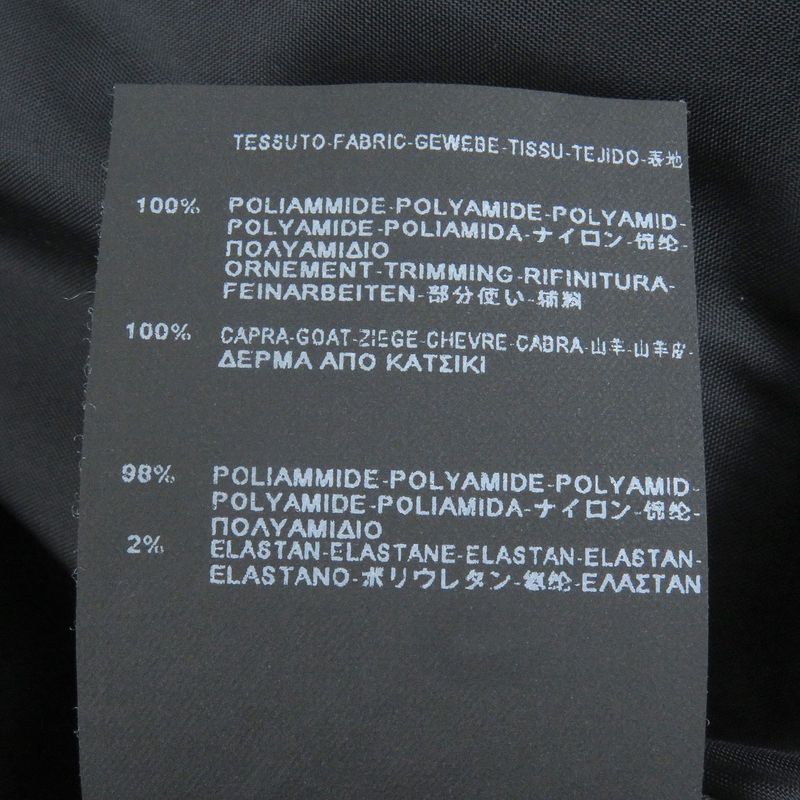 TESSUTO-FABRIC-GEWEBE-TISSU-TEJIDO-表地
100% POLIAMMIDE-POLYAMIDE-POLYAMID-
POLYAMIDE-POLIAMIDA-ナイロン-锦纶-
ΠΟΛΥΑΜΙΔΙΟ
ORNEMENT-TRIMMING-RIFINITURA-
FEINARBEITEN-部分使い-辅料
100% CAPRA-GOAT-ZIEGE-CHEVRE-CABRA-山羊-山羊皮-
ΔΕΡΜΑ ΑΠΟ ΚΑΤΣΙΚΙ
98% POLIAMMIDE-POLYAMIDE-POLYAMID-
POLYAMIDE-POLIAMIDA-ナイロン-锦纶-
ΠΟΛΥΑΜΙΔΙΟ
2% ELASTAN-ELASTANE-ELASTAN-ELASTAN-
ELASTANO-ポリウレタン-氨纶-ΕΛΑΣΤΑΝ